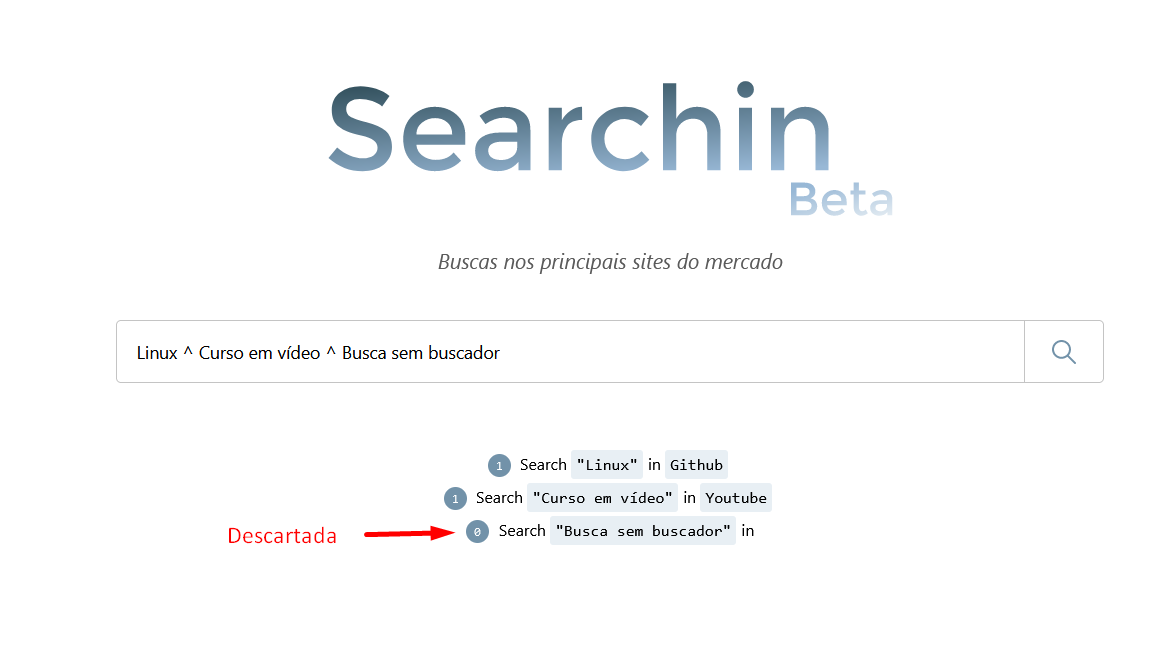 Searchin
Beta
Buscas nos principais sites do mercado
Linux ^ Curso em vídeo ^ Busca sem buscador
1 Search "Linux" in Github
1 Search "Curso em vídeo" in Youtube
Descartada 0 Search "Busca sem buscador" in